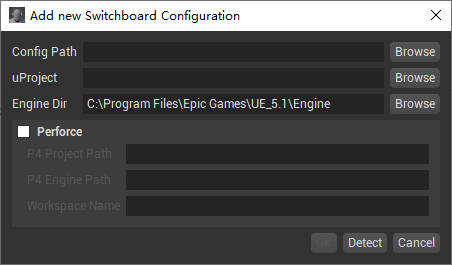 Add new Switchboard Configuration
Config Path Browse
uProject Browse
Engine Dir C:\Program Files\Epic Games\UE_5.1\Engine Browse
Perforce
P4 Project Path
P4 Engine Path
Workspace Name
OK Detect Cancel